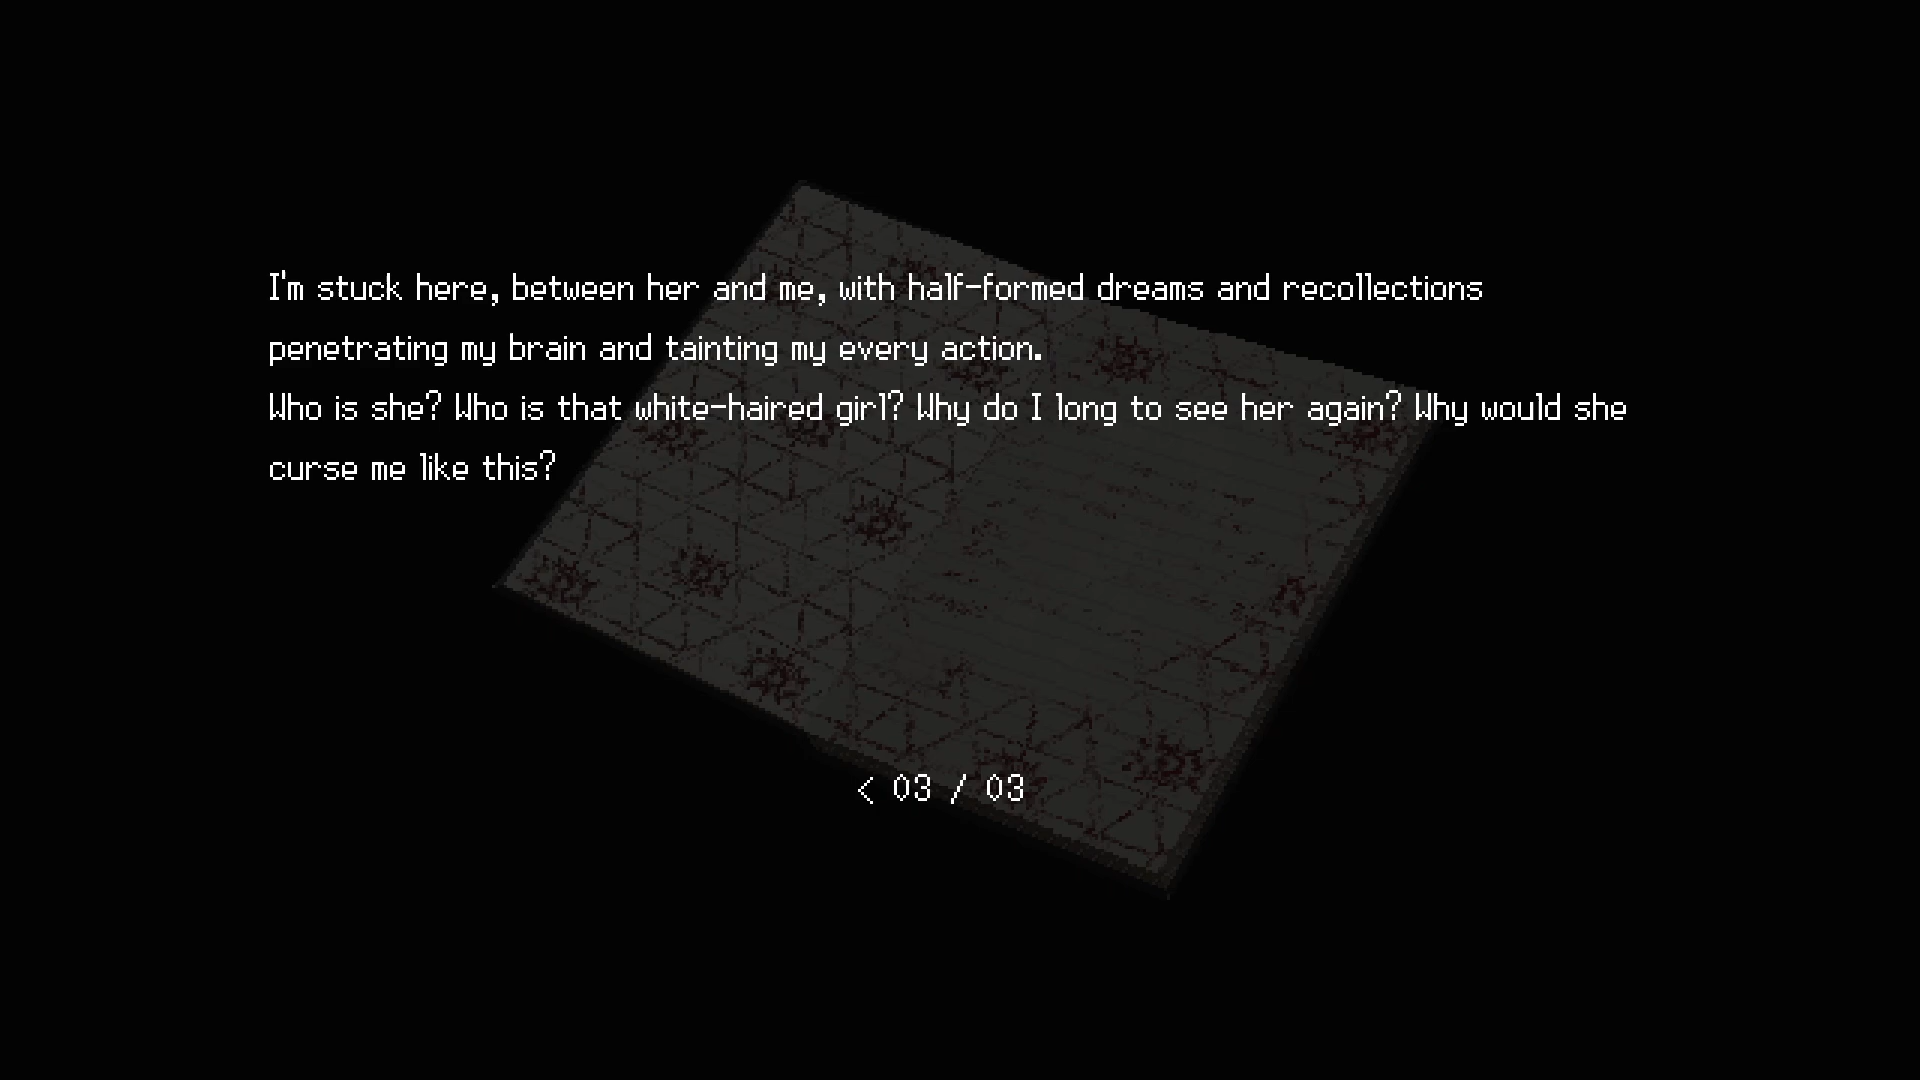 I'm stuck here, between her and me, with half-formed dreams and recollections
penetrating my brain and tainting my every action.
Who is she? Who is that white-haired girl? Why do I long to see her again? Why would she
curse me like this?
< 03 / 03